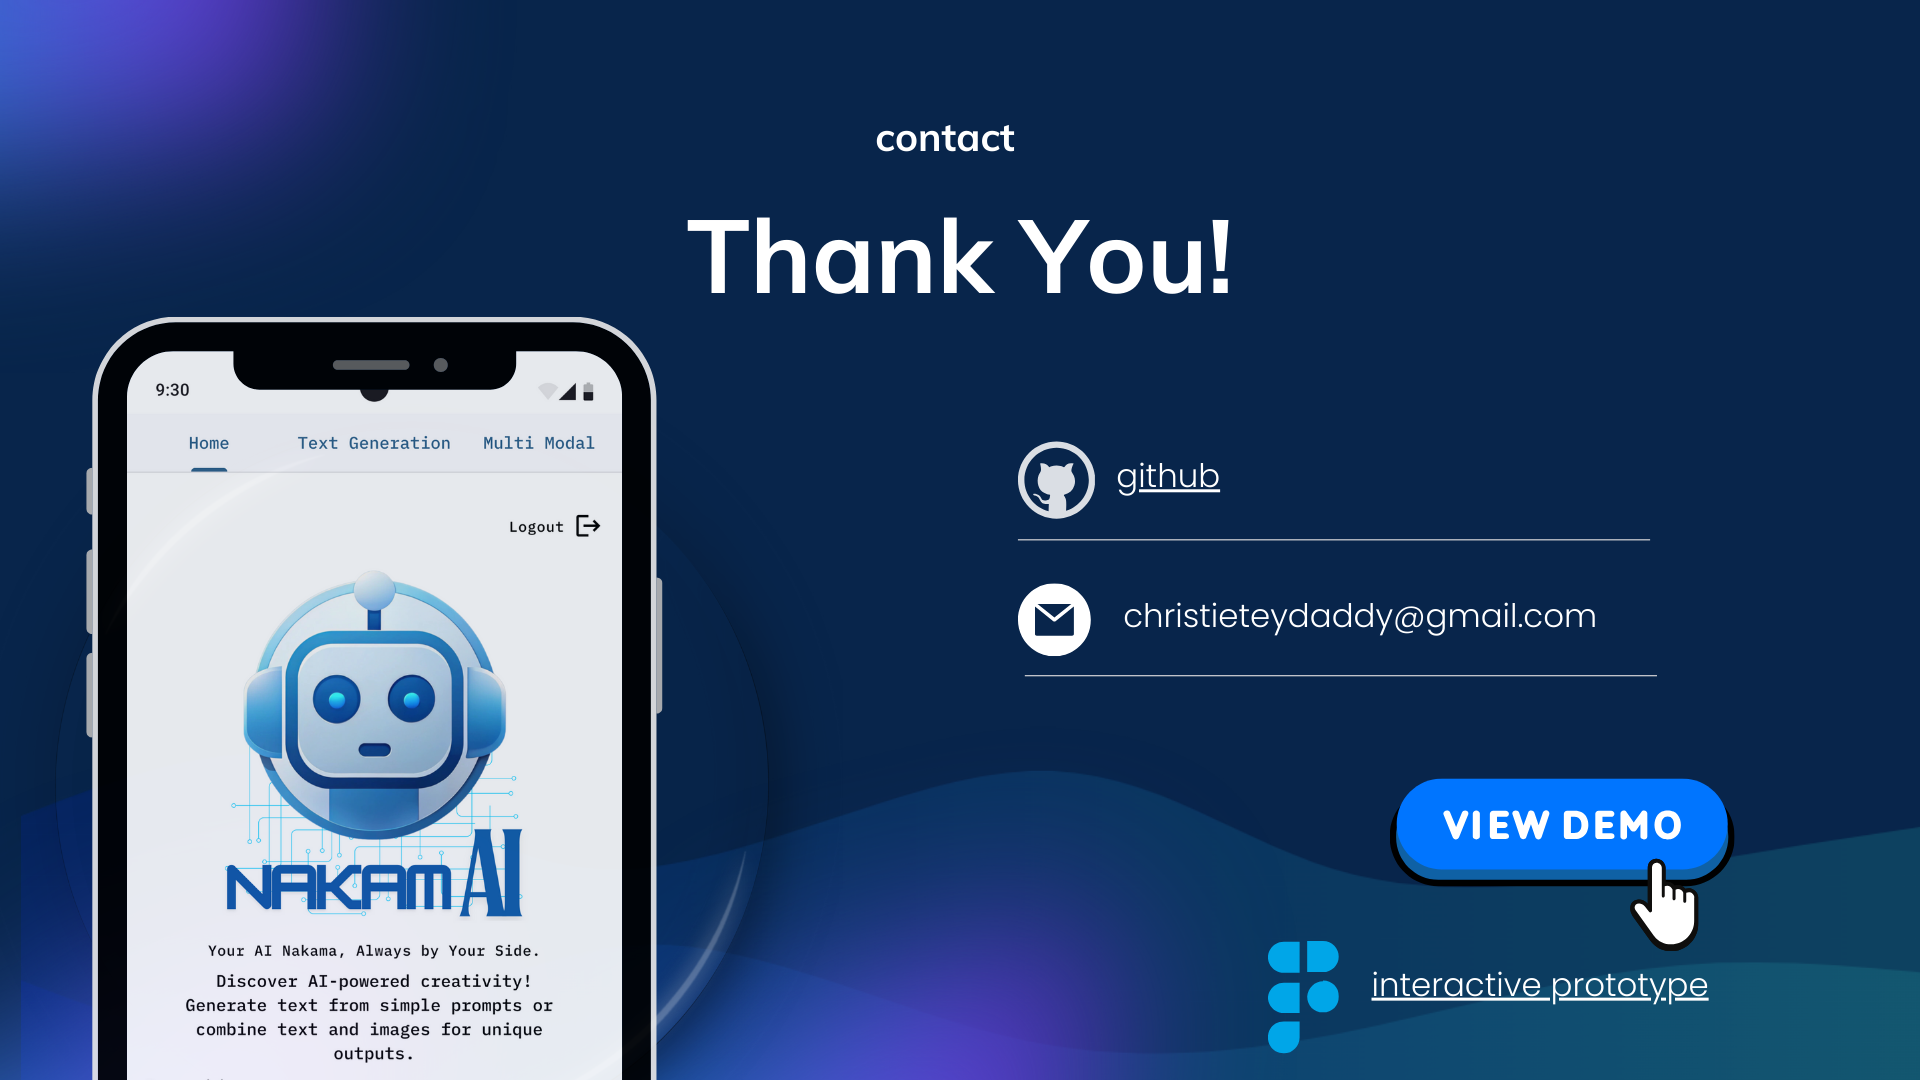 contact
Thank You!
9:30
Home Text Generation Multi Modal
Logout
NAKAMAI
Your AI Nakama, Always by Your Side.
Discover AI-powered creativity!
Generate text from simple prompts or
combine text and images for unique
outputs.
github
christieteydaddy@gmail.com
VIEW DEMO
interactive prototype